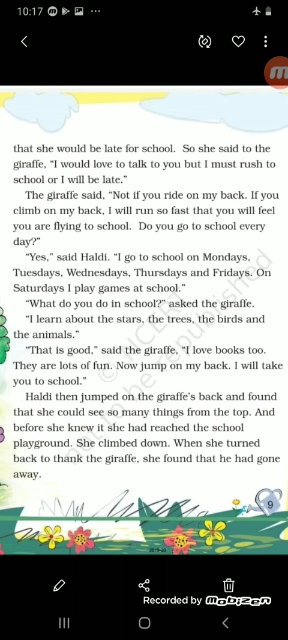 10:17
that she would be late for school. So she said to the
giraffe, "I would love to talk to you but I must rush to
school or I will be late."
The giraffe said, "Not if you ride on my back. If you
climb on my back, I will run so fast that you will feel
you are flying to school. Do you go to school every
day?"
"Yes," said Haldi. "I go to school on Mondays,
Tuesdays, Wednesdays, Thursdays and Fridays. On
Saturdays I play games at school."
"What do you do in school?" asked the giraffe.
"I learn about the stars, the trees, the birds and
the animals."
"That is good," said the giraffe, "I love books too.
They are lots of fun. Now jump on my back. I will take
you to school."
Haldi then jumped on the giraffe's back and found
that she could see so many things from the top. And
before she knew it she had reached the school
playground. She climbed down. When she turned
back to thank the giraffe, she found that he had gone
away.
9
© NCERT
not to be republished
Recorded by Mobizen